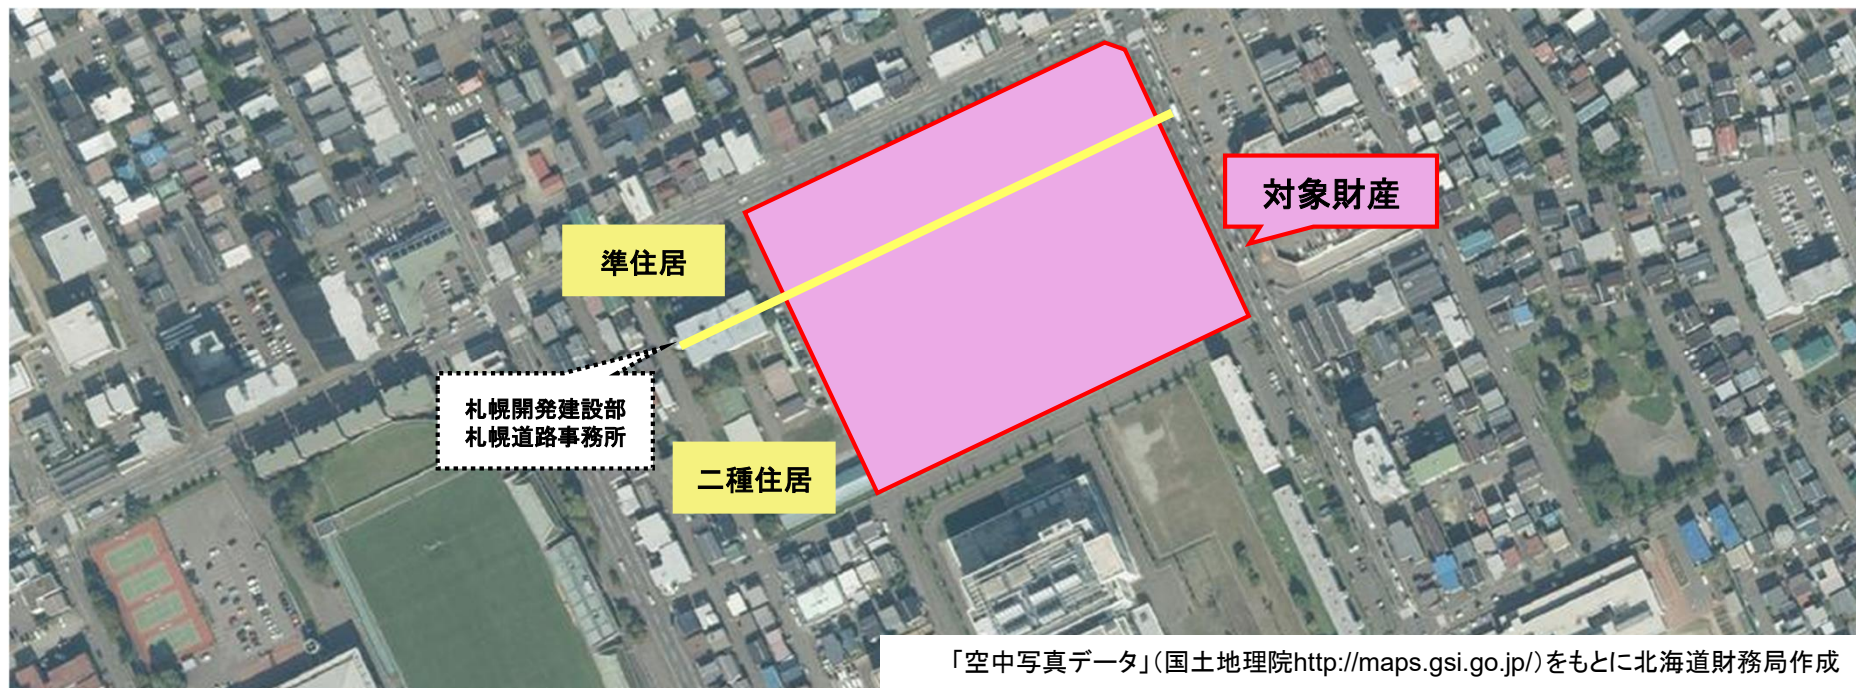 対象財産
準住居
札幌開発建設部
札幌道路事務所
二種住居
「空中写真データ」(国土地理院http://maps.gsi.go.jp/)をもとに北海道財務局作成